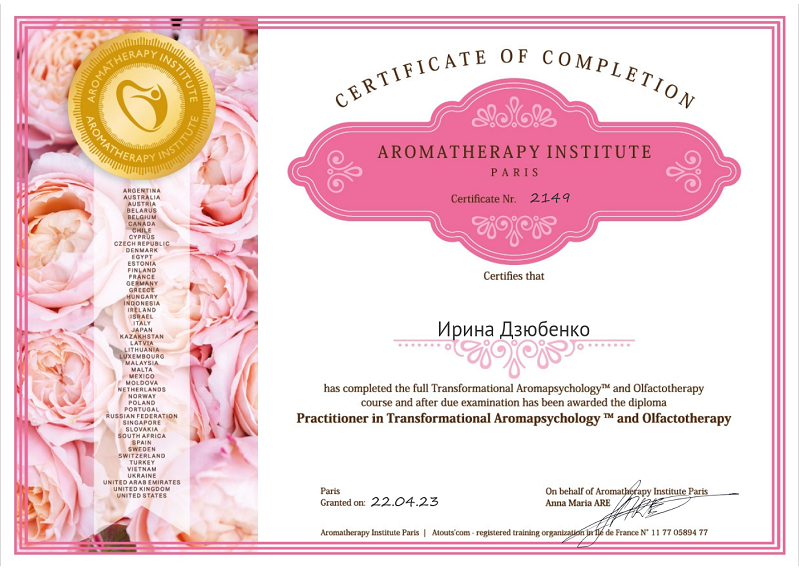 AROMATHERAPY INSTITUTE
AROMATHERAPY INSTITUTE
ARGENTINA
AUSTRALIA
AUSTRIA
BELARUS
BELGIUM
CANADA
CHILE
CYPRUS
CZECH REPUBLIC
DENMARK
EGYPT
ESTONIA
FINLAND
FRANCE
GERMANY
GREECE
HUNGARY
INDONESIA
IRELAND
ISRAEL
ITALY
JAPAN
KAZAKHSTAN
LATVIA
LITHUANIA
LUXEMBOURG
MALAYSIA
MALTA
MEXICO
MOLDOVA
NETHERLANDS
NORWAY
POLAND
PORTUGAL
RUSSIAN FEDERATION
SINGAPORE
SLOVAKIA
SOUTH AFRICA
SPAIN
SWEDEN
SWITZERLAND
TURKEY
VIETNAM
UKRAINE
UNITED ARAB EMIRATES
UNITED KINGDOM
UNITED STATES
CERTIFICATE OF COMPLETION
AROMATHERAPY INSTITUTE
PARIS
Certificate Nr. 2149
Certifies that
Ирина Дзюбенко
has completed the full Transformational Aromapsychology™ and Olfactotherapy
course and after due examination has been awarded the diploma
Practitioner in Transformational Aromapsychology ™ and Olfactotherapy
Paris
Granted on: 22.04.23
On behalf of Aromatherapy Institute Paris
Anna Maria ARE
Aromatherapy Institute Paris | Atouts'com - registered training organization in Ile de France N° 11 77 05894 77